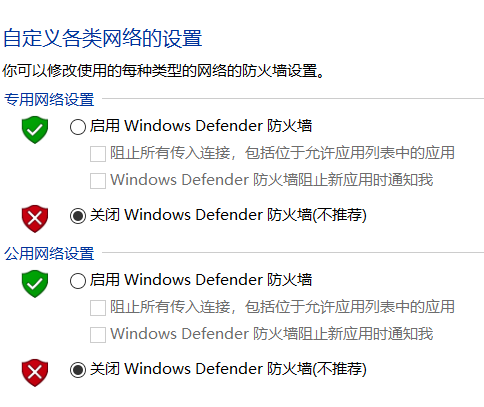 自定义各类网络的设置
你可以修改使用的每种类型的网络的防火墙设置。
专用网络设置
启用 Windows Defender 防火墙
阻止所有传入连接，包括位于允许应用列表中的应用
Windows Defender 防火墙阻止新应用时通知我
关闭 Windows Defender 防火墙(不推荐)
公用网络设置
启用 Windows Defender 防火墙
阻止所有传入连接，包括位于允许应用列表中的应用
Windows Defender 防火墙阻止新应用时通知我
关闭 Windows Defender 防火墙(不推荐)